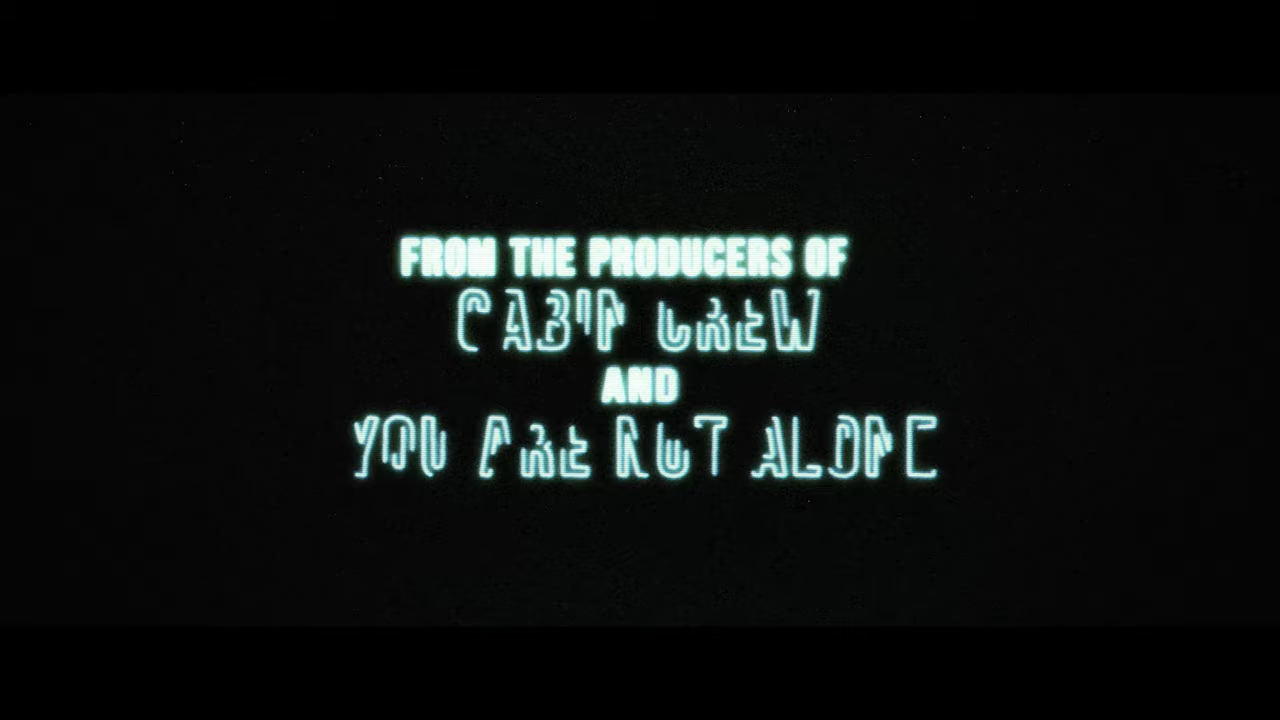 FROM THE PRODUCERS OF
CABIN CREW
AND
YOU ARE NOT ALONE